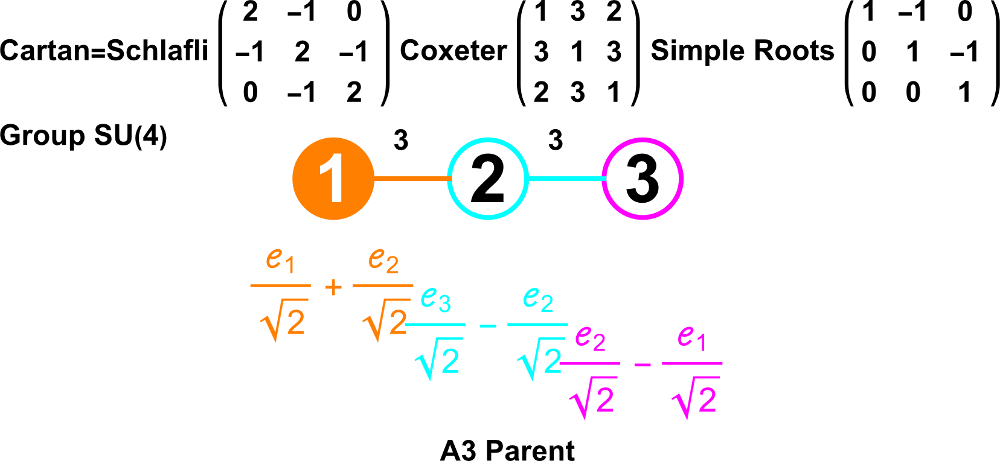 2 –1 0 1 3 2 1 –1 0
Cartan=Schlafli –1 2 –1 Coxeter 3 1 3 Simple Roots 0 1 –1
0 –1 2 2 3 1 0 0 1
Group SU(4)
3 3
1 2 3
e₁/√2 + e₂/√2
e₃/√2 – e₂/√2
e₂/√2 – e₁/√2
A3 Parent